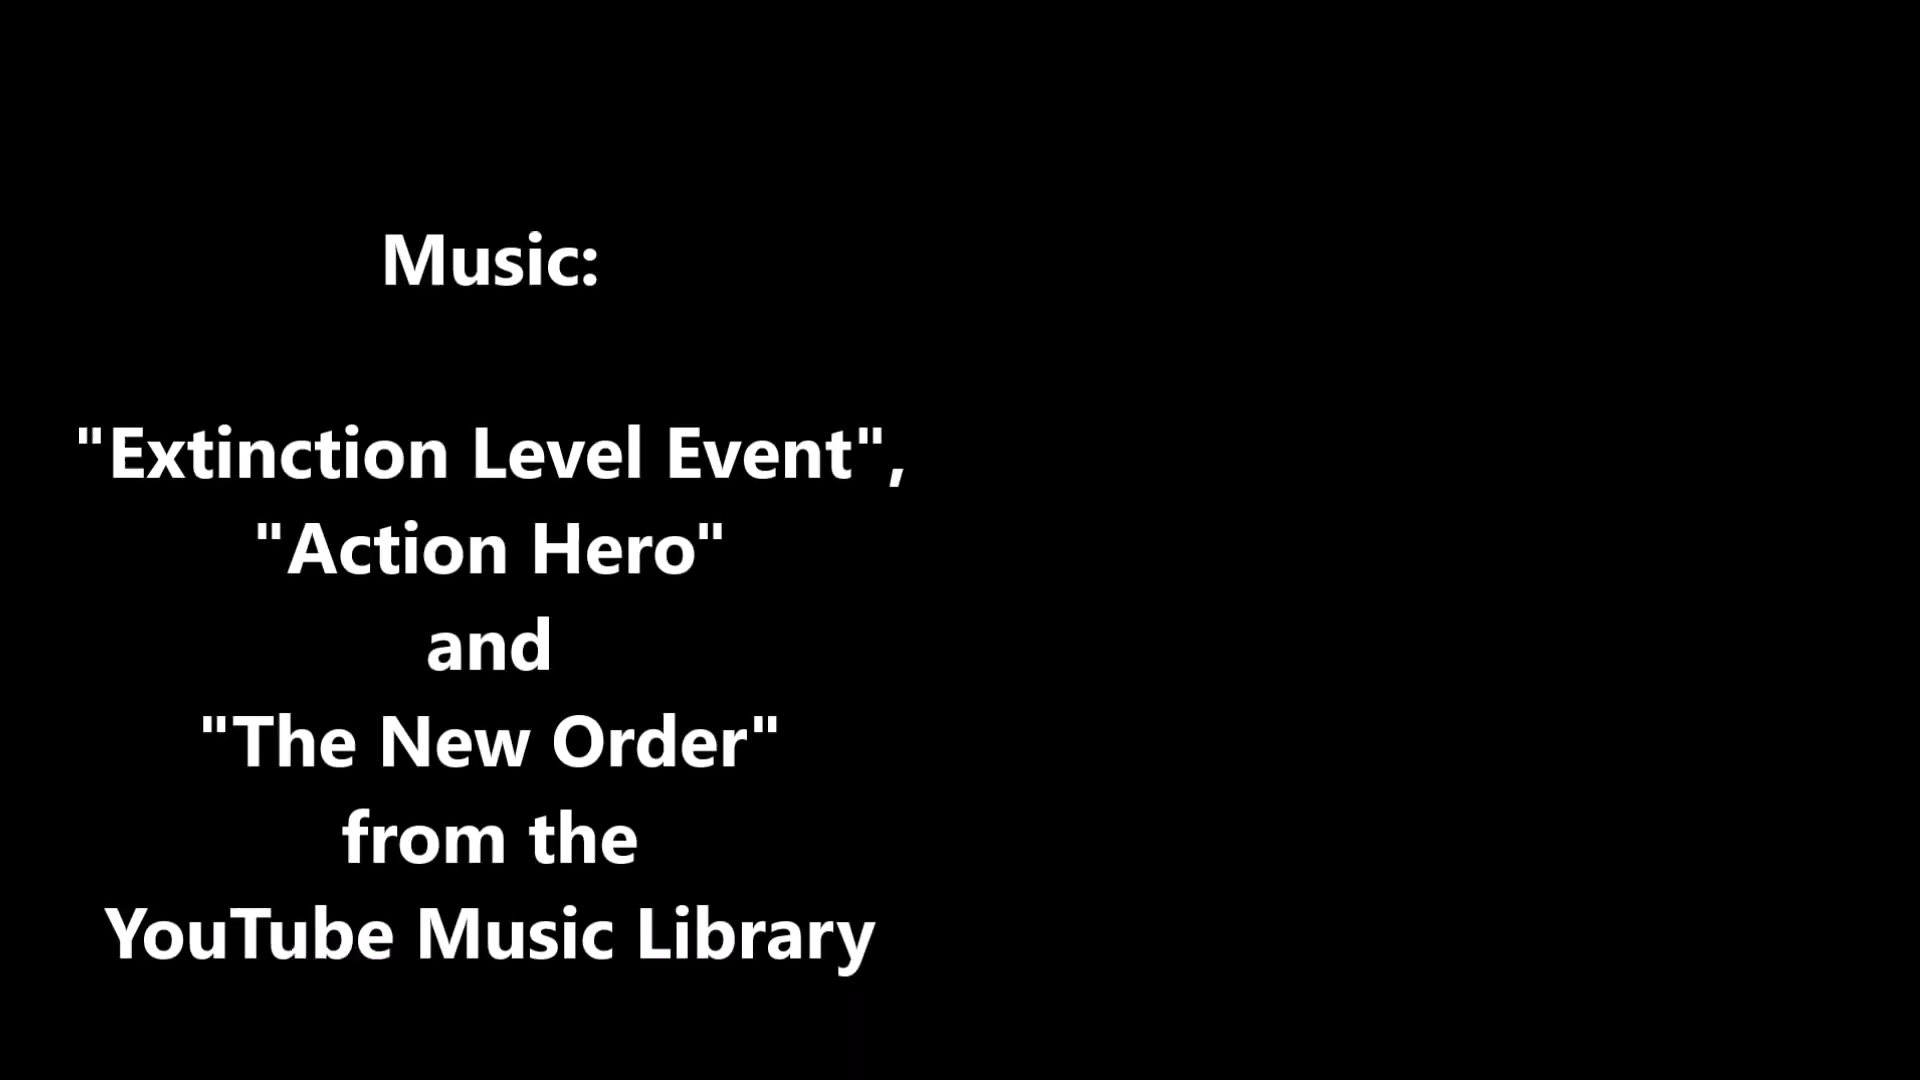 Music:
"Extinction Level Event",
"Action Hero"
and
"The New Order"
from the
YouTube Music Library